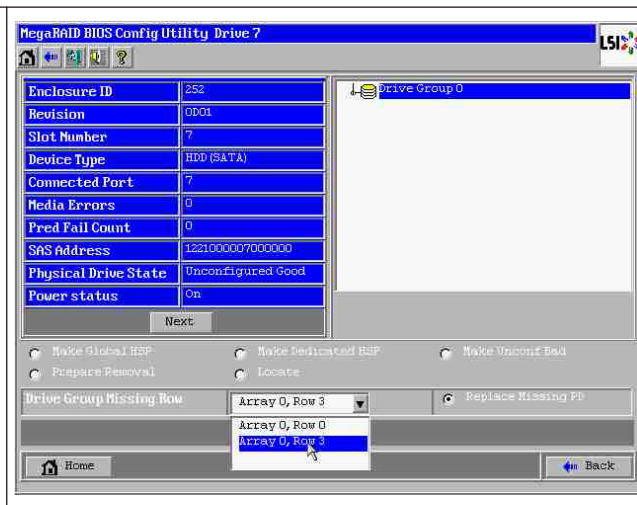 MegaRAID BIOS Config Utility Drive 7
LSI
Enclosure ID 252
Revision 0D01
Slot Number 7
Device Type HDD (SATA)
Connected Port 7
Media Errors 0
Pred Fail Count 0
SAS Address 1221000007000000
Physical Drive State Unconfigured Good
Power status On
Next
Drive Group 0
Make Global HSP Make Dedicated HSP Make Unconf Bad
Prepare Removal Locate
Drive Group Missing Row Array 0, Row 3 Replace Missing PD
Array 0, Row 0
Array 0, Row 3
Home Back